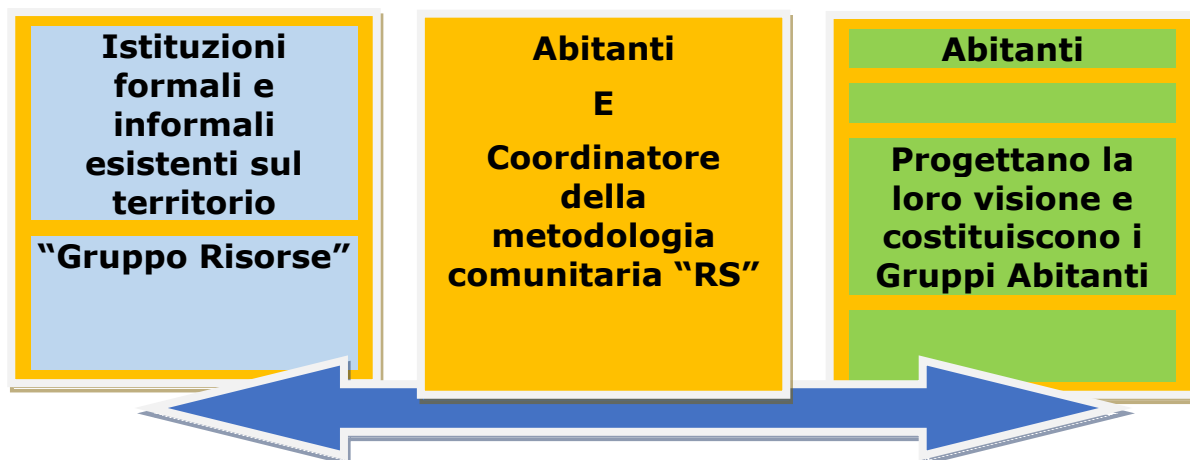 Istituzioni
formali e
informali
esistenti sul
territorio
“Gruppo Risorse”
Abitanti
E
Coordinatore
della
metodologia
comunitaria “RS”
Abitanti
Progettano la
loro visione e
costituiscono i
Gruppi Abitanti